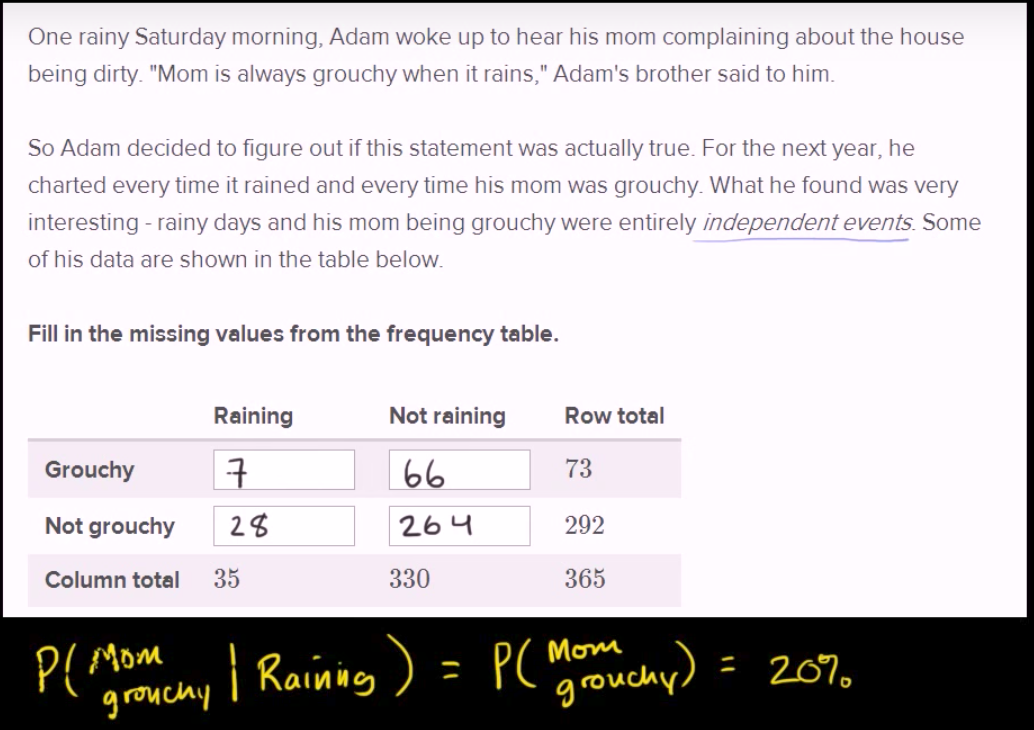 One rainy Saturday morning, Adam woke up to hear his mom complaining about the house
being dirty. "Mom is always grouchy when it rains," Adam's brother said to him.
So Adam decided to figure out if this statement was actually true. For the next year, he
charted every time it rained and every time his mom was grouchy. What he found was very
interesting - rainy days and his mom being grouchy were entirely independent events. Some
of his data are shown in the table below.
Fill in the missing values from the frequency table.
Raining Not raining Row total
Grouchy 7 66 73
Not grouchy 28 264 292
Column total 35 330 365
P(Mom grouchy | Raining) = P(Mom grouchy) = 20%